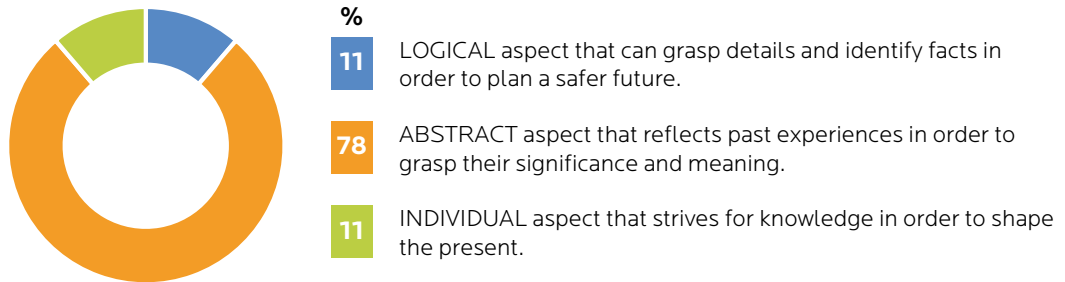 %
11
LOGICAL aspect that can grasp details and identify facts in
order to plan a safer future.
78
ABSTRACT aspect that reflects past experiences in order to
grasp their significance and meaning.
11
INDIVIDUAL aspect that strives for knowledge in order to shape
the present.